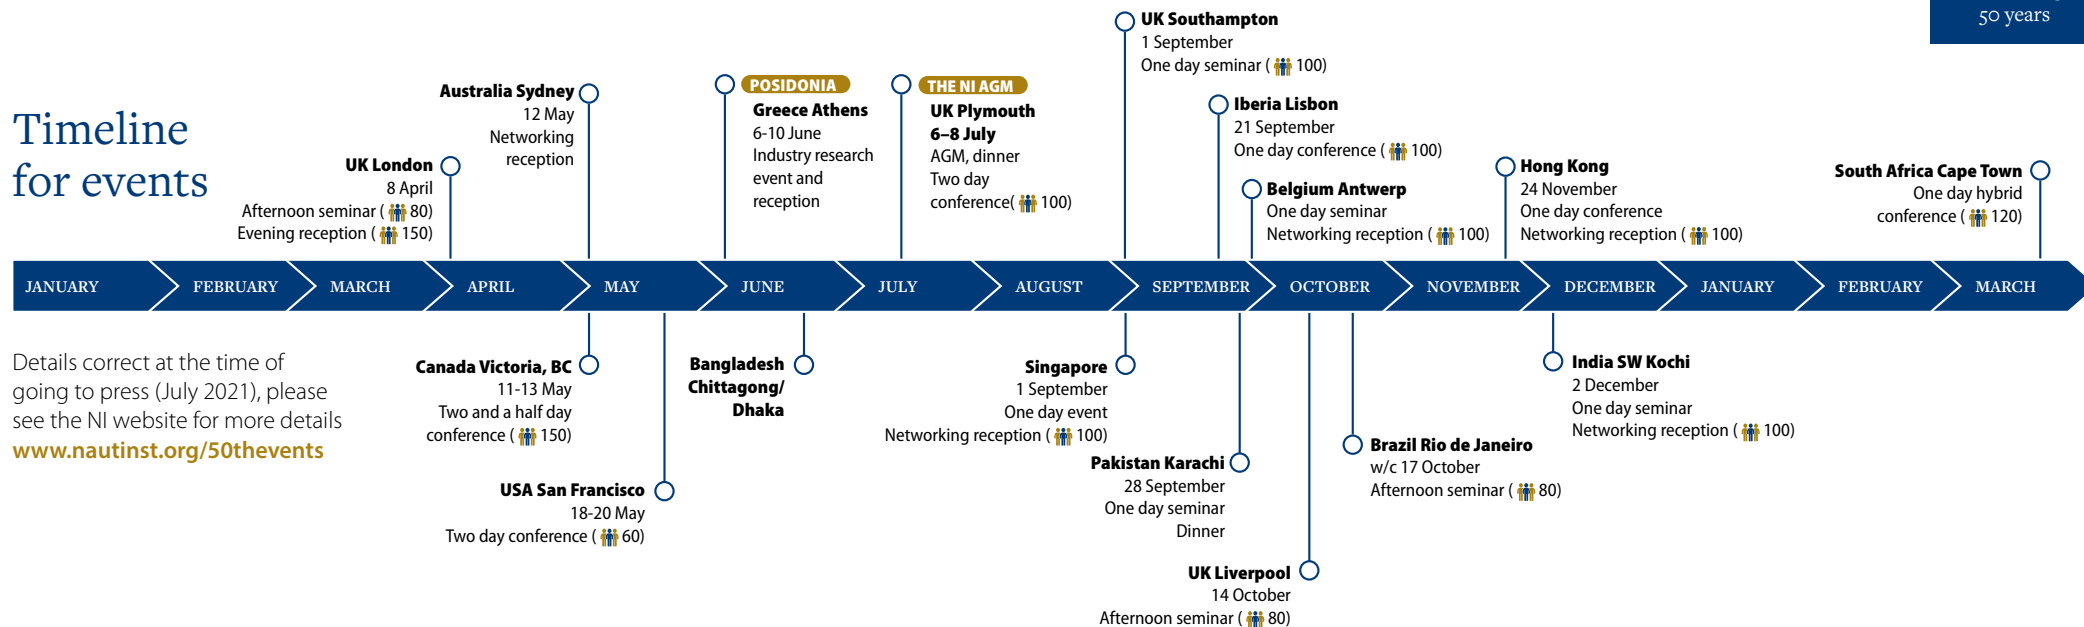 50 years
Timeline
for events
UK London
8 April
Afternoon seminar ( 80)
Evening reception ( 150)
Australia Sydney
12 May
Networking
reception
POSIDONIA
Greece Athens
6-10 June
Industry research
event and
reception
THE NI AGM
UK Plymouth
6–8 July
AGM, dinner
Two day
conference( 100)
UK Southampton
1 September
One day seminar ( 100)
Iberia Lisbon
21 September
One day conference ( 100)
Belgium Antwerp
One day seminar
Networking reception ( 100)
Hong Kong
24 November
One day conference
Networking reception ( 100)
South Africa Cape Town
One day hybrid
conference ( 120)
JANUARY FEBRUARY MARCH APRIL MAY JUNE JULY AUGUST SEPTEMBER OCTOBER NOVEMBER DECEMBER JANUARY FEBRUARY MARCH
Details correct at the time of
going to press (July 2021), please
see the NI website for more details
www.nautinst.org/50thevents
Canada Victoria, BC
11-13 May
Two and a half day
conference ( 150)
USA San Francisco
18-20 May
Two day conference ( 60)
Bangladesh
Chittagong/
Dhaka
Singapore
1 September
One day event
Networking reception ( 100)
Pakistan Karachi
28 September
One day seminar
Dinner
UK Liverpool
14 October
Afternoon seminar ( 80)
Brazil Rio de Janeiro
w/c 17 October
Afternoon seminar ( 80)
India SW Kochi
2 December
One day seminar
Networking reception ( 100)